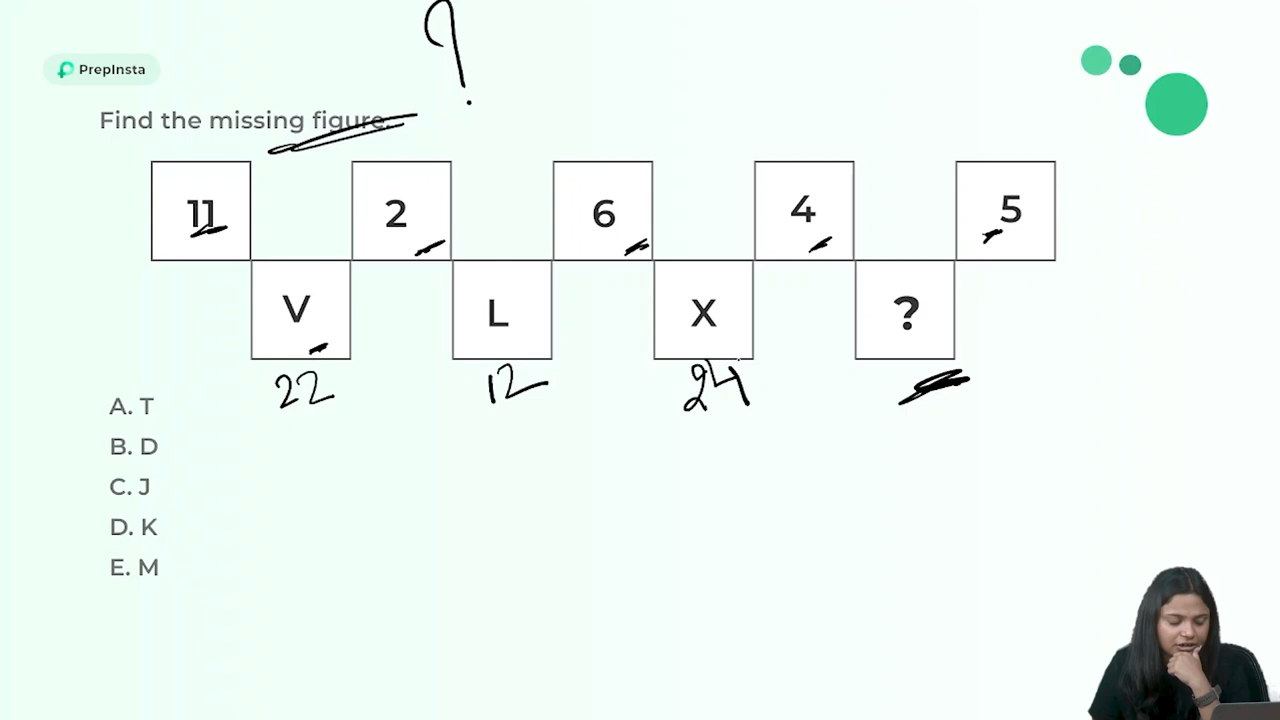 ?
PrepInsta
Find the missing figure.
11 2 6 4 5
V L X ?
22 12 24
A. T
B. D
C. J
D. K
E. M